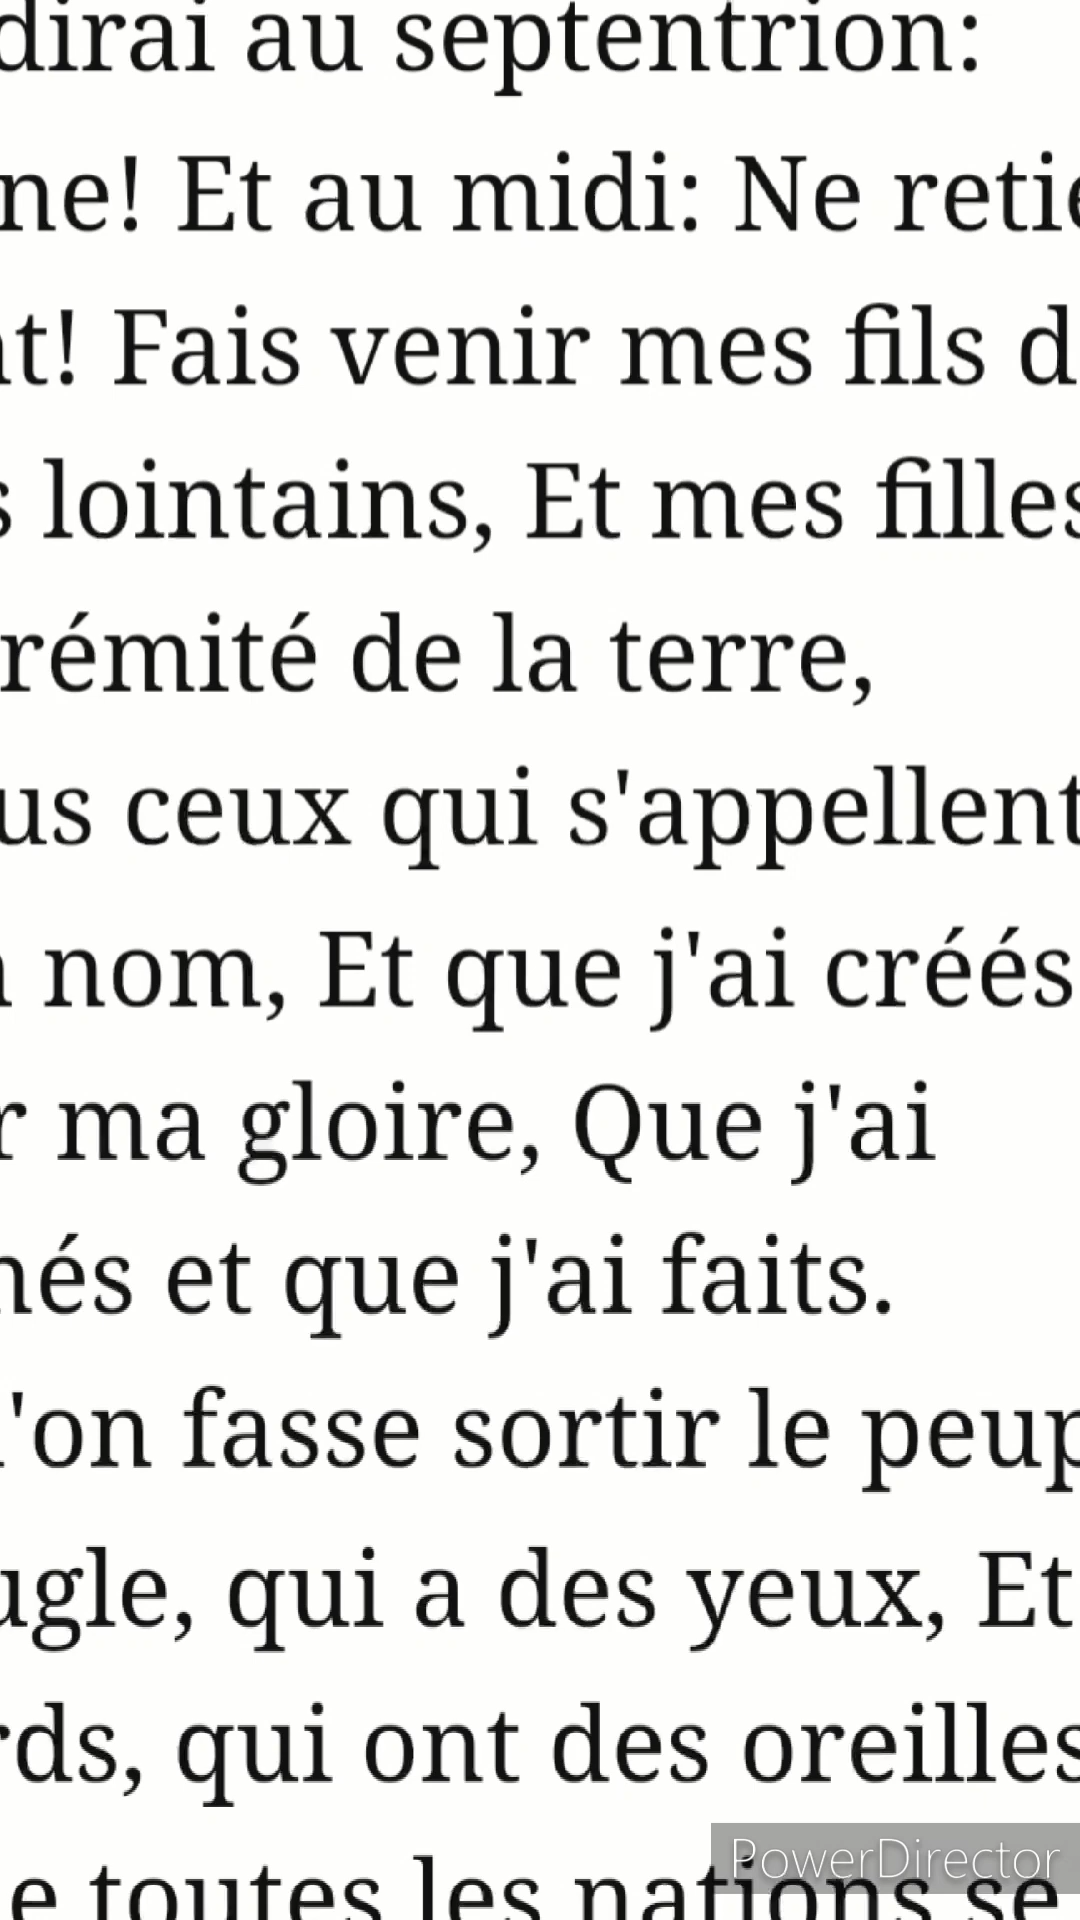 dirai au septentrion:
ne! Et au midi: Ne retie
nt! Fais venir mes fils d
s lointains, Et mes filles
rémité de la terre,
us ceux qui s'appellent
n nom, Et que j'ai créés
r ma gloire, Que j'ai
més et que j'ai faits.
l'on fasse sortir le peup
ugle, qui a des yeux, Et
rds, qui ont des oreilles
e toutes les nations se
PowerDirector